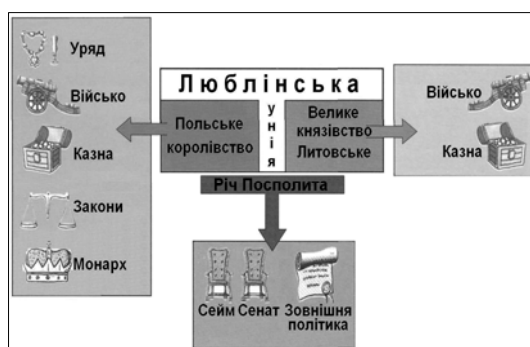 Уряд
Військо
Казна
Закони
Монарх
Люблінська
унія
Польське
королівство
Велике
князівство
Литовське
Військо
Казна
Річ Посполита
Сейм Сенат Зовнішня
політика